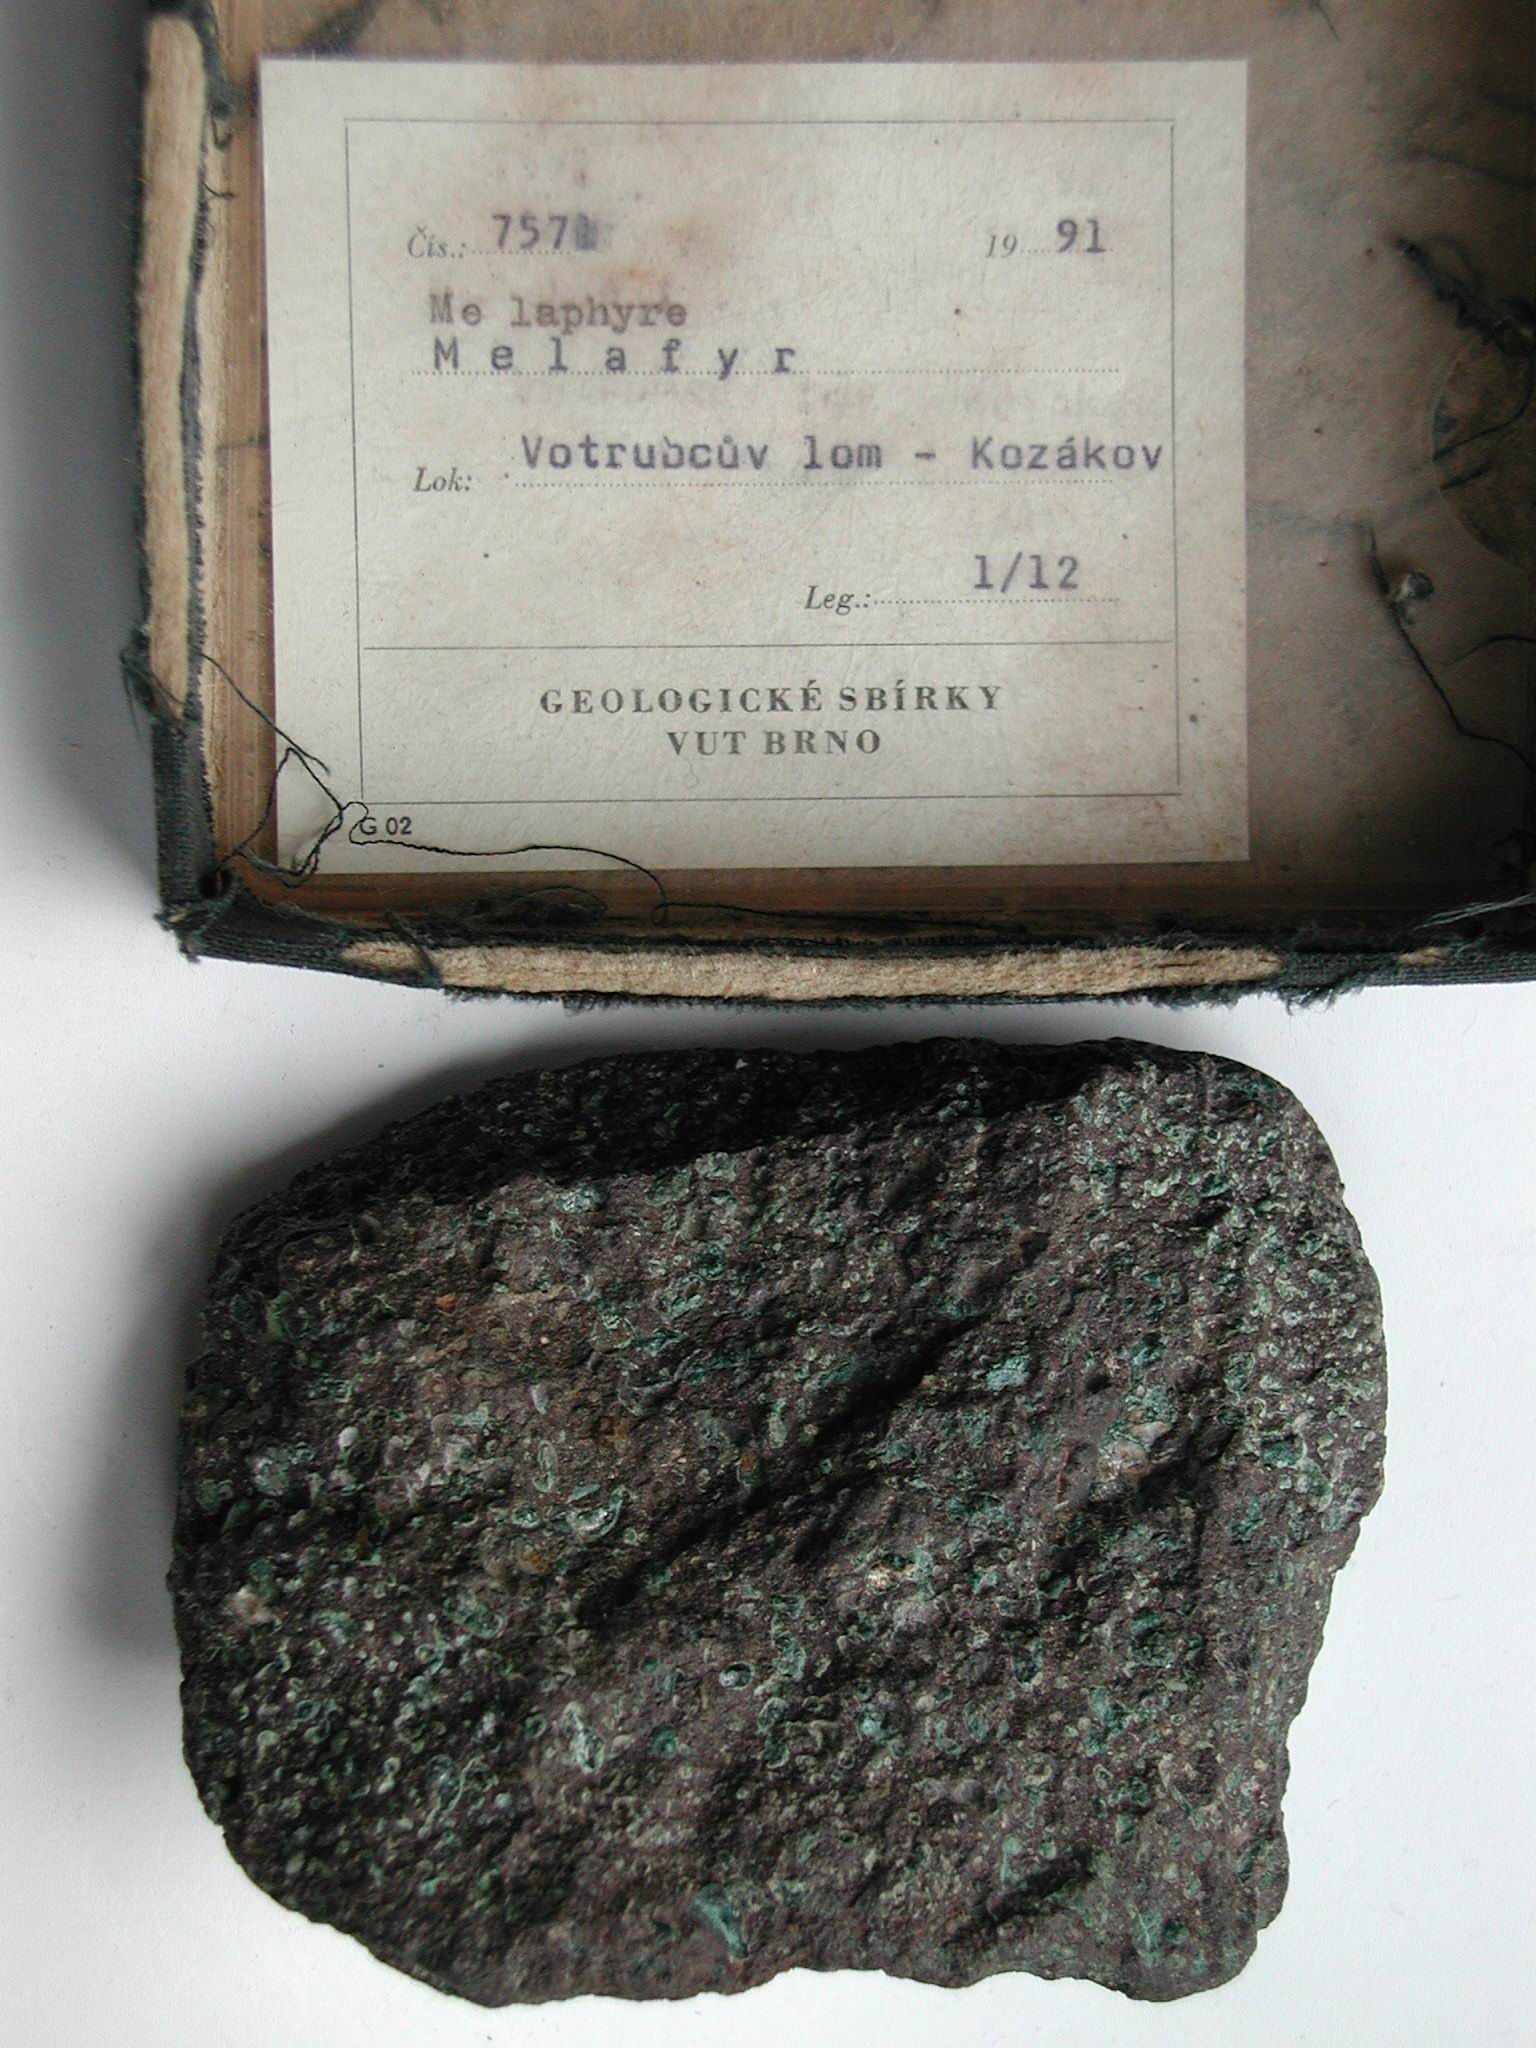 Čís.: 757
19 91
Me laphyre
M e l a f y r
Lok: Votrubcův lom - Kozákov
Leg.: 1/12
GEOLOGICKÉ SBÍRKY
VUT BRNO
G 02